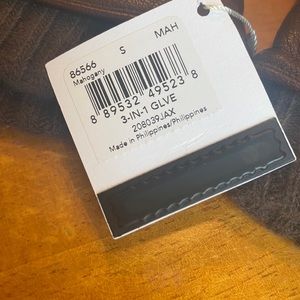 86566 S MAH
Mahogany
8 89532 49523 8
3-IN-1 GLVE
208039JAX
Made in Philippines/Philippines